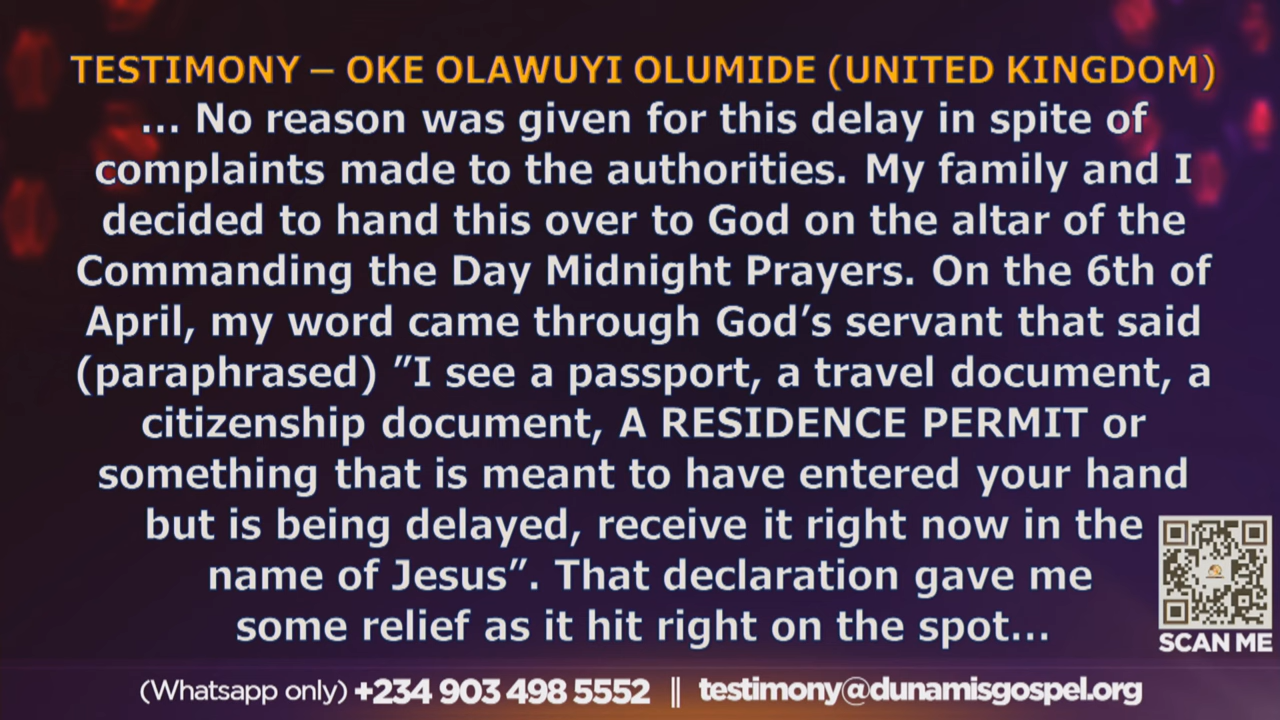 TESTIMONY – OKE OLAWUYI OLUMIDE (UNITED KINGDOM)
... No reason was given for this delay in spite of
complaints made to the authorities. My family and I
decided to hand this over to God on the altar of the
Commanding the Day Midnight Prayers. On the 6th of
April, my word came through God’s servant that said
(paraphrased) ”I see a passport, a travel document, a
citizenship document, A RESIDENCE PERMIT or
something that is meant to have entered your hand
but is being delayed, receive it right now in the
name of Jesus”. That declaration gave me
some relief as it hit right on the spot...
SCAN ME
(Whatsapp only) +234 903 498 5552 || testimony@dunamisgospel.org